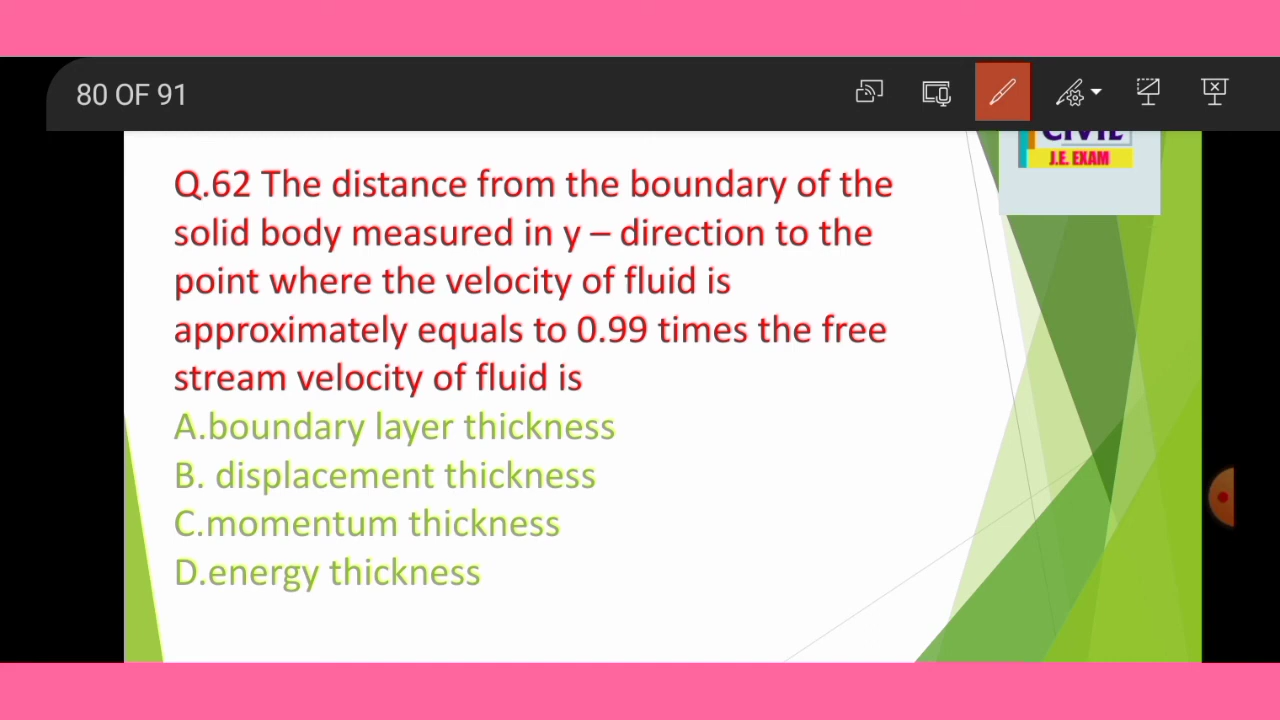 80 OF 91
CIVIL
J.E. EXAM
Q.62 The distance from the boundary of the
solid body measured in y – direction to the
point where the velocity of fluid is
approximately equals to 0.99 times the free
stream velocity of fluid is
A.boundary layer thickness
B. displacement thickness
C.momentum thickness
D.energy thickness